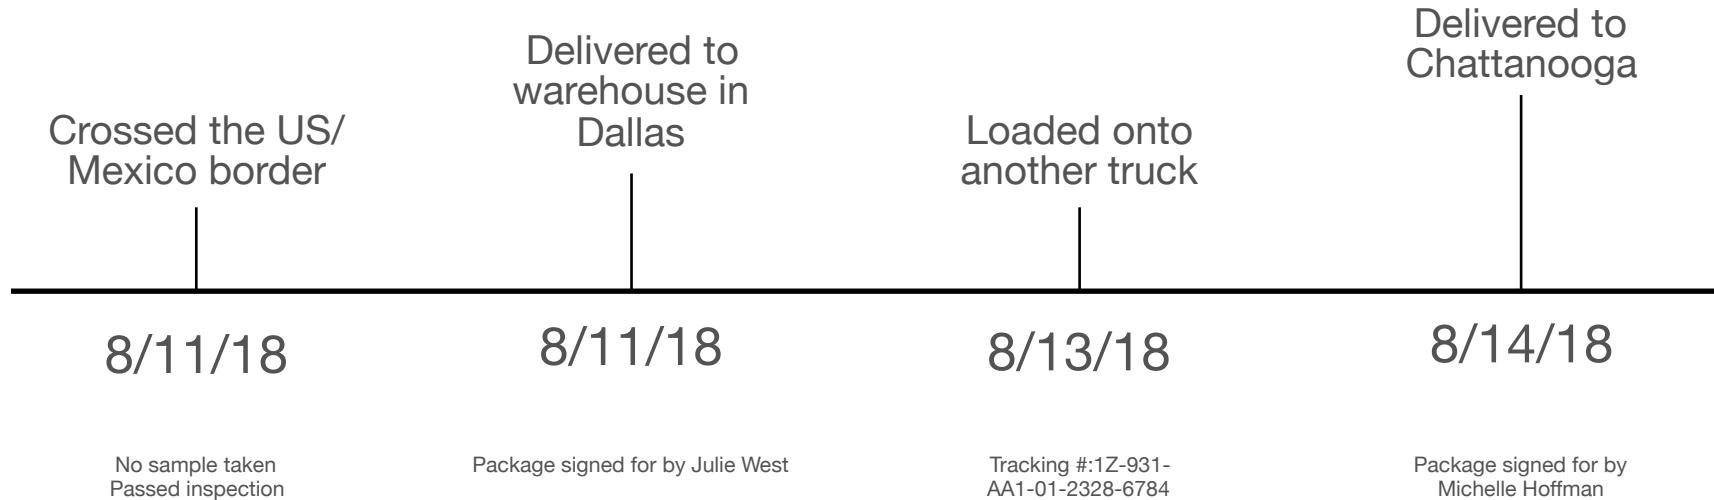 Crossed the US/
Mexico border
Delivered to
warehouse in
Dallas
Loaded onto
another truck
Delivered to
Chattanooga
8/11/18
8/11/18
8/13/18
8/14/18
No sample taken
Passed inspection
Package signed for by Julie West
Tracking #:1Z-931-
AA1-01-2328-6784
Package signed for by
Michelle Hoffman